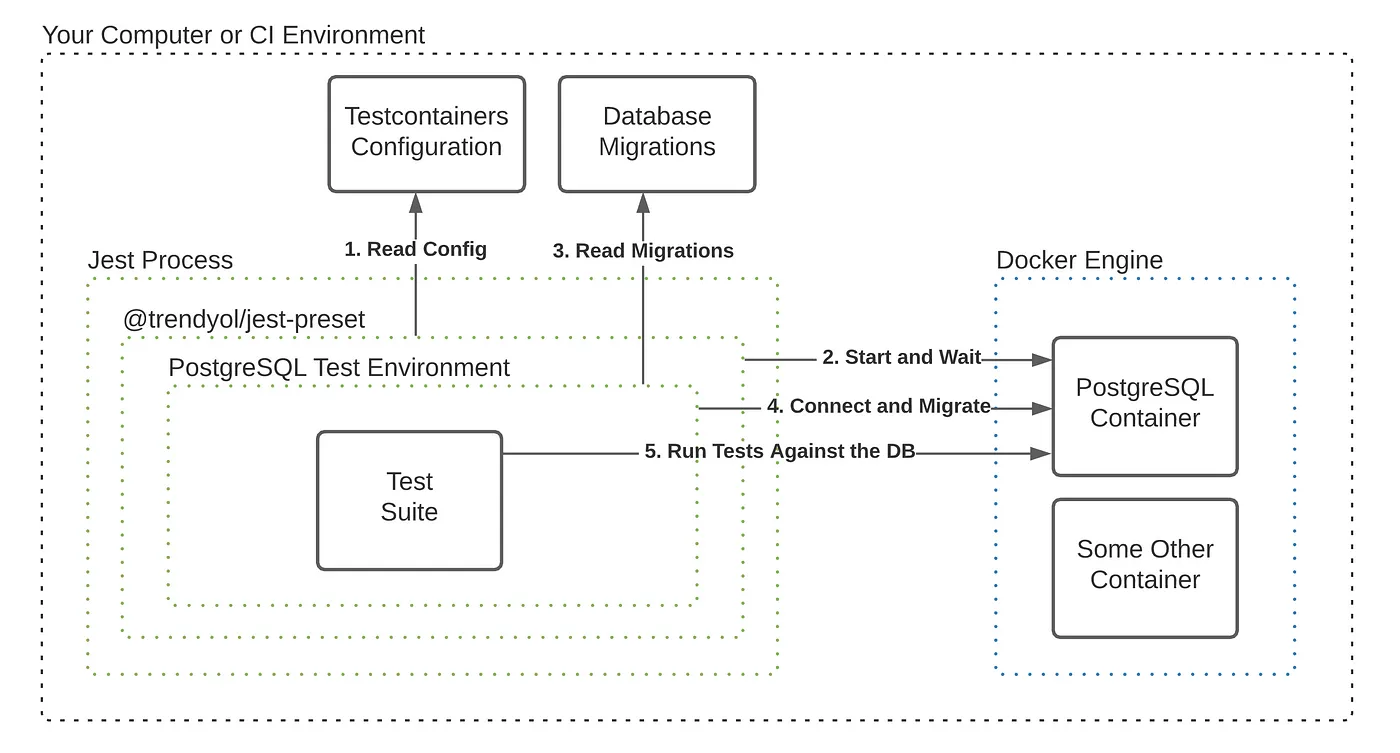 Your Computer or CI Environment
Testcontainers
Configuration
Database
Migrations
1. Read Config
3. Read Migrations
Jest Process
Docker Engine
@trendyol/jest-preset
PostgreSQL Test Environment
2. Start and Wait
4. Connect and Migrate
5. Run Tests Against the DB
PostgreSQL
Container
Test
Suite
Some Other
Container